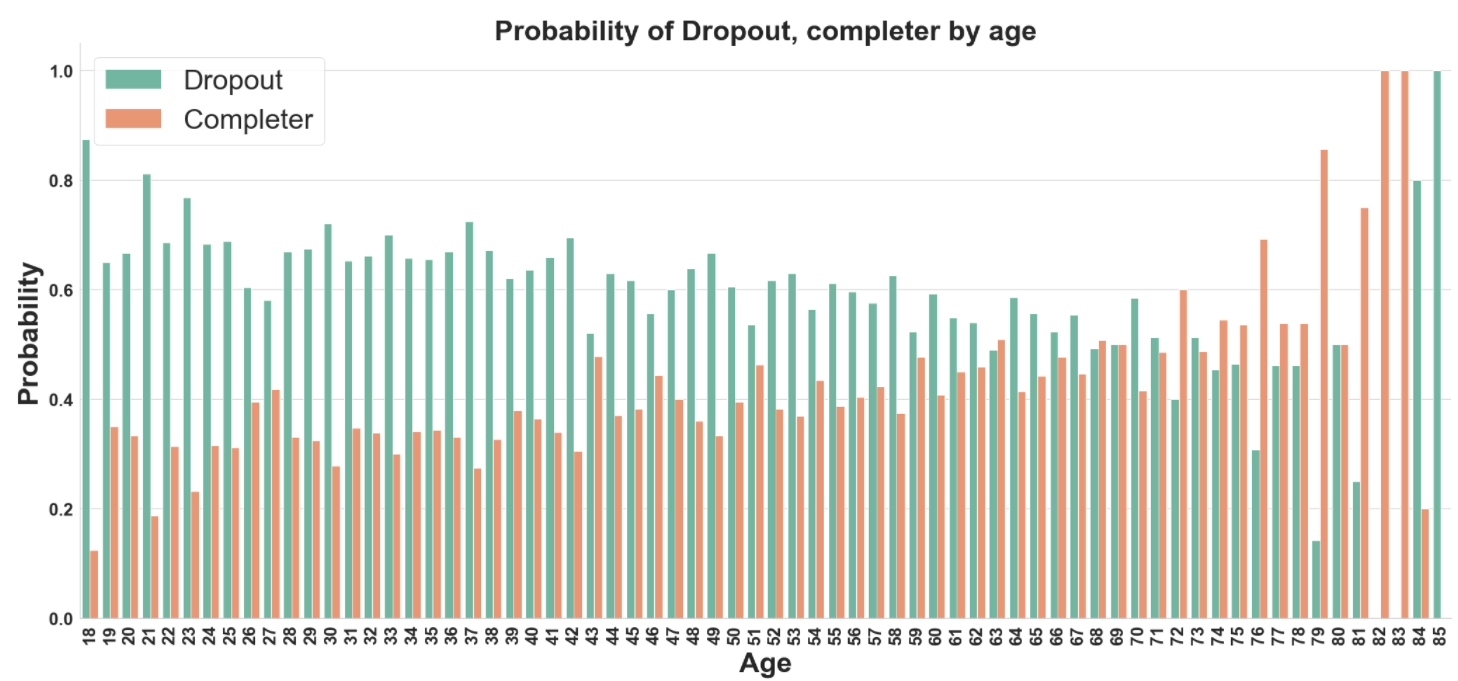 Probability of Dropout, completer by age
Dropout
Completer
Probability
1.0
0.8
0.6
0.4
0.2
0.0
18 19 20 21 22 23 24 25 26 27 28 29 30 31 32 33 34 35 36 37 38 39 40 41 42 43 44 45 46 47 48 49 50 51 52 53 54 55 56 57 58 59 60 61 62 63 64 65 66 67 68 69 70 71 72 73 74 75 76 77 78 79 80 81 82 83 84 85
Age